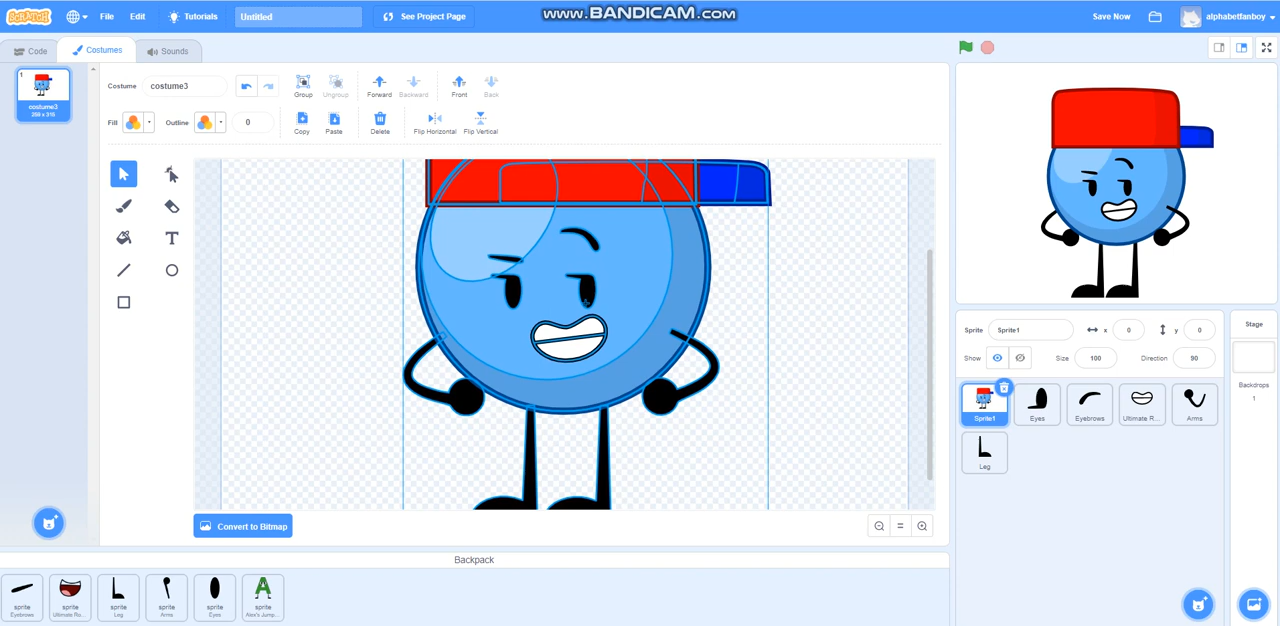 SCRATCH
File
Edit
Tutorials
Untitled
See Project Page
www.BANDICAM.com
Save Now
alphabetfanboy
Code
Costumes
Sounds
1
costume3
259 x 315
Costume
costume3
Group
Ungroup
Forward
Backward
Front
Back
Fill
Outline
0
Copy
Paste
Delete
Flip Horizontal
Flip Vertical
T
Convert to Bitmap
Sprite
Sprite1
x
0
y
0
Show
Size
100
Direction
90
Stage
Backdrops
1
Sprite1
Eyes
Eyebrows
Ultimate R...
Arms
Leg
Backpack
sprite
Eyebrows
sprite
Ultimate Ro...
sprite
Leg
sprite
Arms
sprite
Eyes
sprite
Alex's Jump...